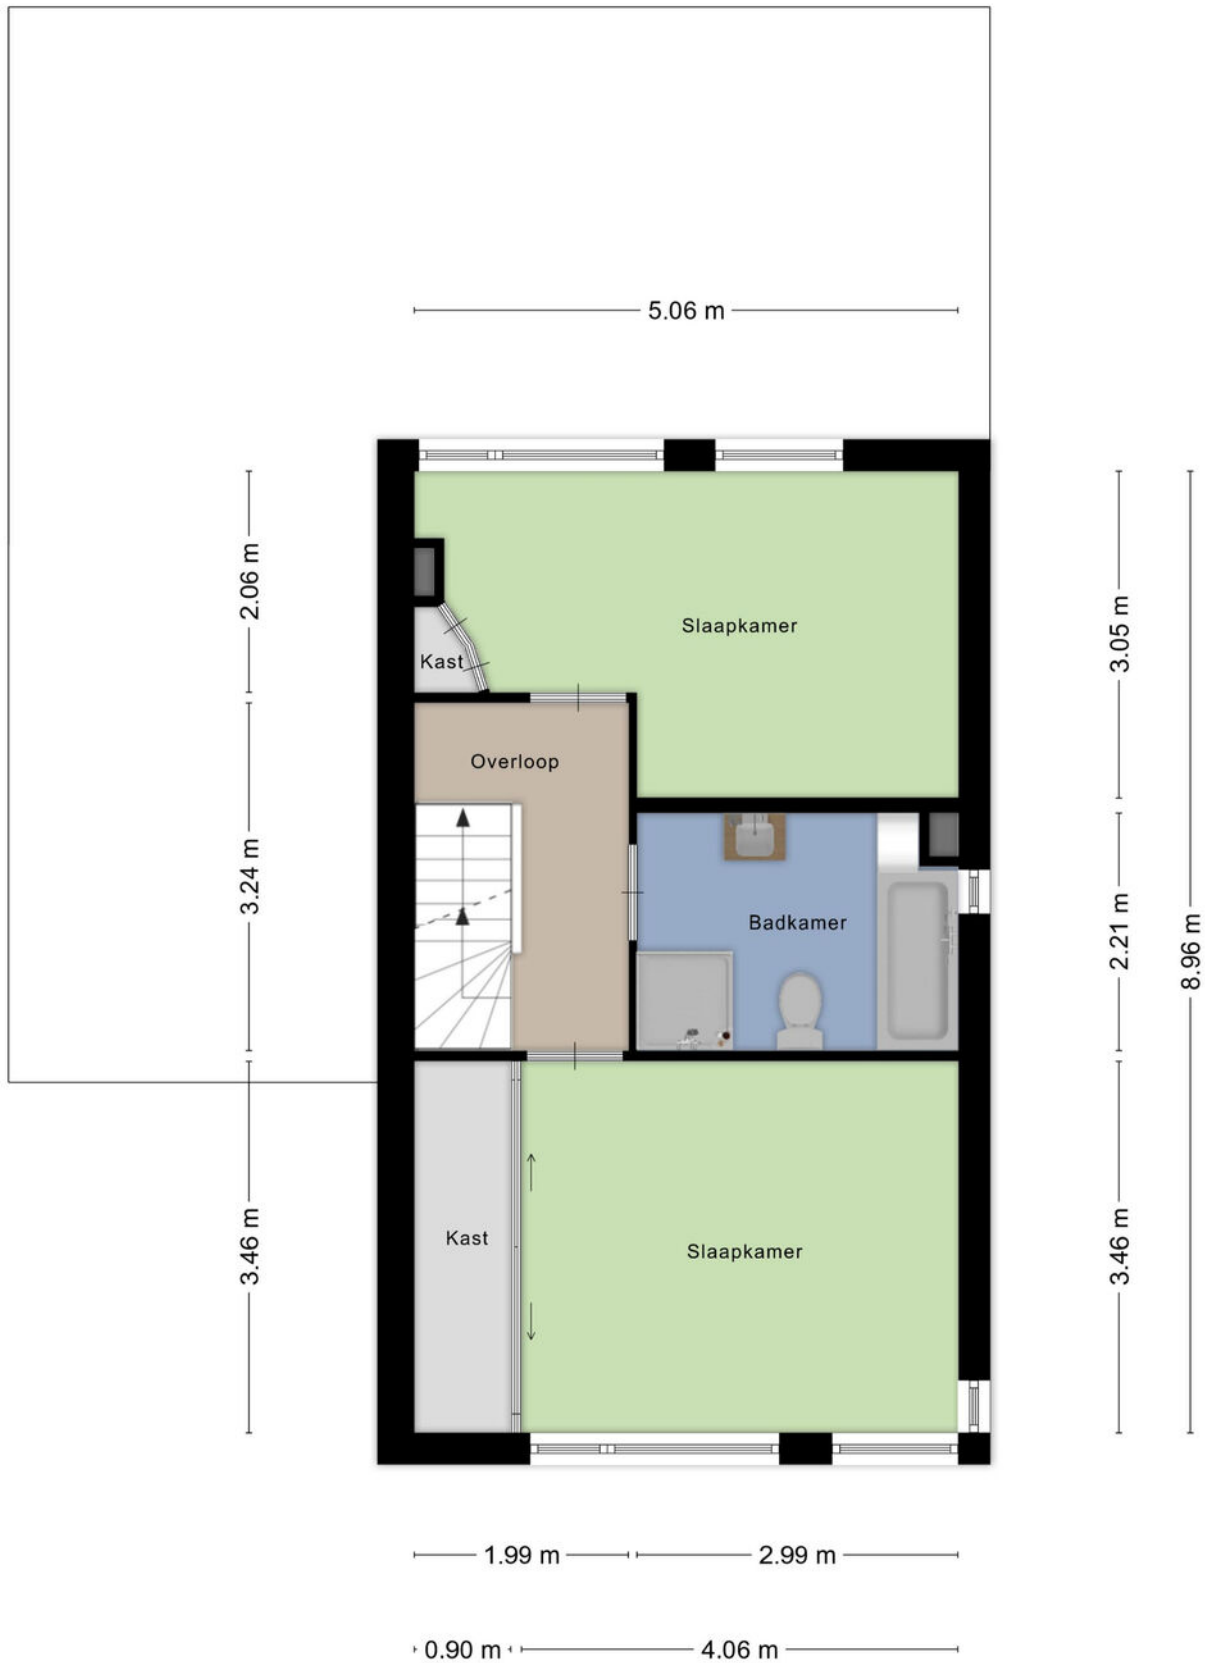 5.06 m
2.06 m
3.05 m
Slaapkamer
Kast
Overloop
3.24 m
2.21 m
8.96 m
Badkamer
3.46 m
3.46 m
Kast
Slaapkamer
1.99 m
2.99 m
0.90 m
4.06 m